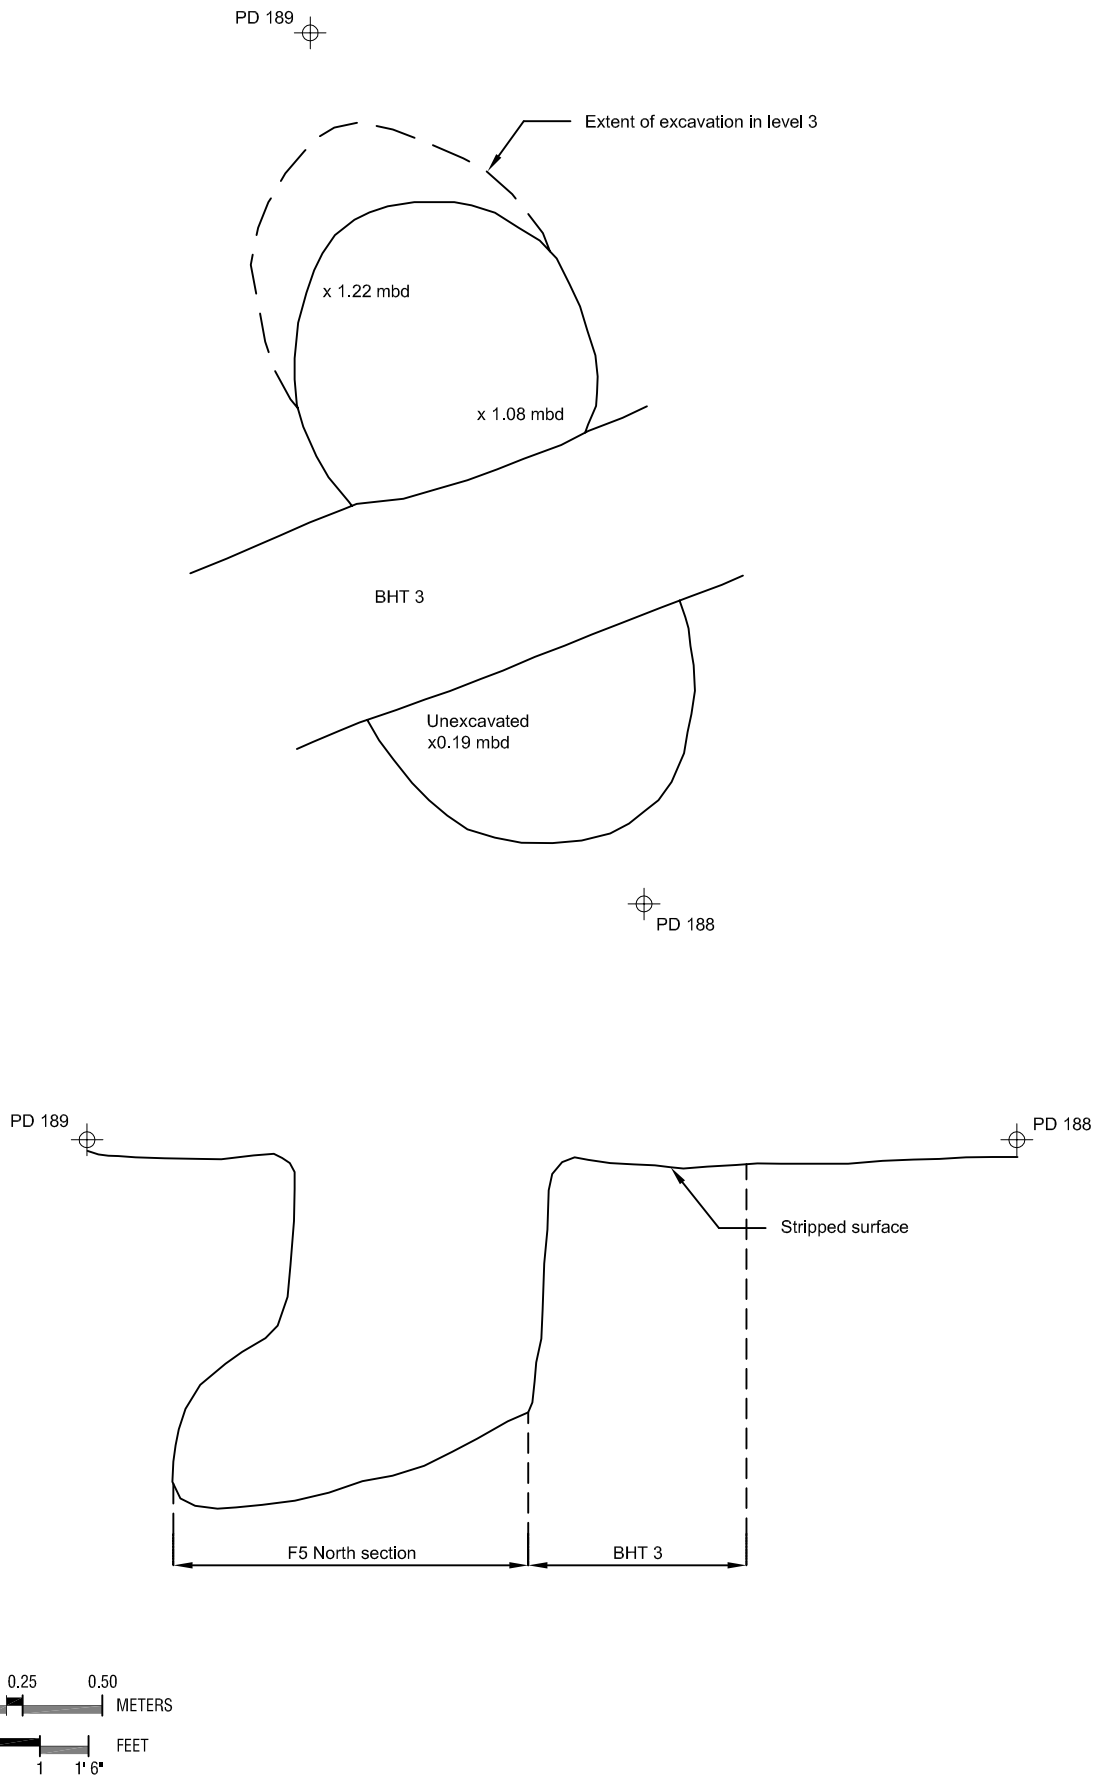 PD 189
Extent of excavation in level 3
x 1.22 mbd
x 1.08 mbd
BHT 3
Unexcavated
x0.19 mbd
PD 188
PD 189
PD 188
Stripped surface
F5 North section
BHT 3
0.25 0.50
METERS
FEET
1 1' 6"